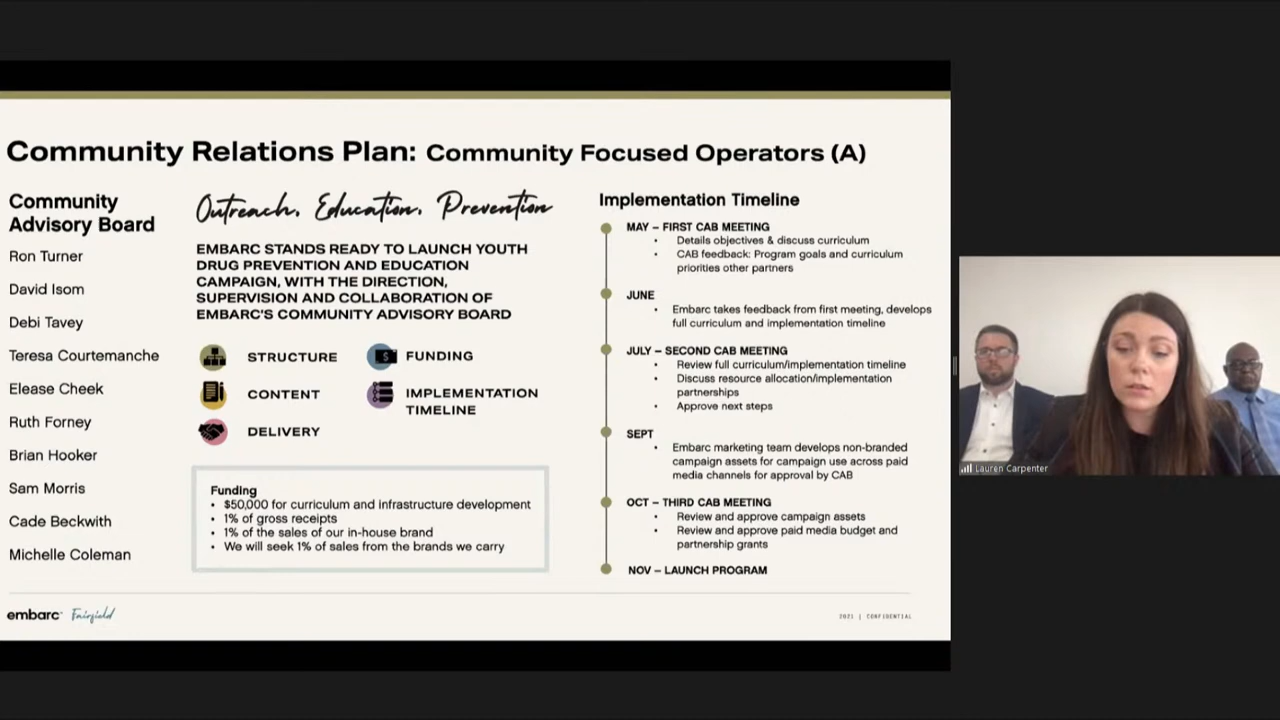 Community Relations Plan: Community Focused Operators (A)
Community
Advisory Board
Ron Turner
David Isom
Debi Tavey
Teresa Courtemanche
Elease Cheek
Ruth Forney
Brian Hooker
Sam Morris
Cade Beckwith
Michelle Coleman
Outreach. Education. Prevention
EMBARC STANDS READY TO LAUNCH YOUTH
DRUG PREVENTION AND EDUCATION
CAMPAIGN, WITH THE DIRECTION,
SUPERVISION AND COLLABORATION OF
EMBARC'S COMMUNITY ADVISORY BOARD
STRUCTURE
CONTENT
DELIVERY
$
FUNDING
IMPLEMENTATION
TIMELINE
Funding
• $50,000 for curriculum and infrastructure development
• 1% of gross receipts
• 1% of the sales of our in-house brand
• We will seek 1% of sales from the brands we carry
Implementation Timeline
MAY – FIRST CAB MEETING
• Details objectives & discuss curriculum
• CAB feedback: Program goals and curriculum
priorities other partners
JUNE
• Embarc takes feedback from first meeting, develops
full curriculum and implementation timeline
JULY – SECOND CAB MEETING
• Review full curriculum/implementation timeline
• Discuss resource allocation/implementation
partnerships
• Approve next steps
SEPT
• Embarc marketing team develops non-branded
campaign assets for campaign use across paid
media channels for approval by CAB
OCT – THIRD CAB MEETING
• Review and approve campaign assets
• Review and approve paid media budget and
partnership grants
NOV – LAUNCH PROGRAM
embarc Fairfield
2021 | CONFIDENTIAL
Lauren Carpenter